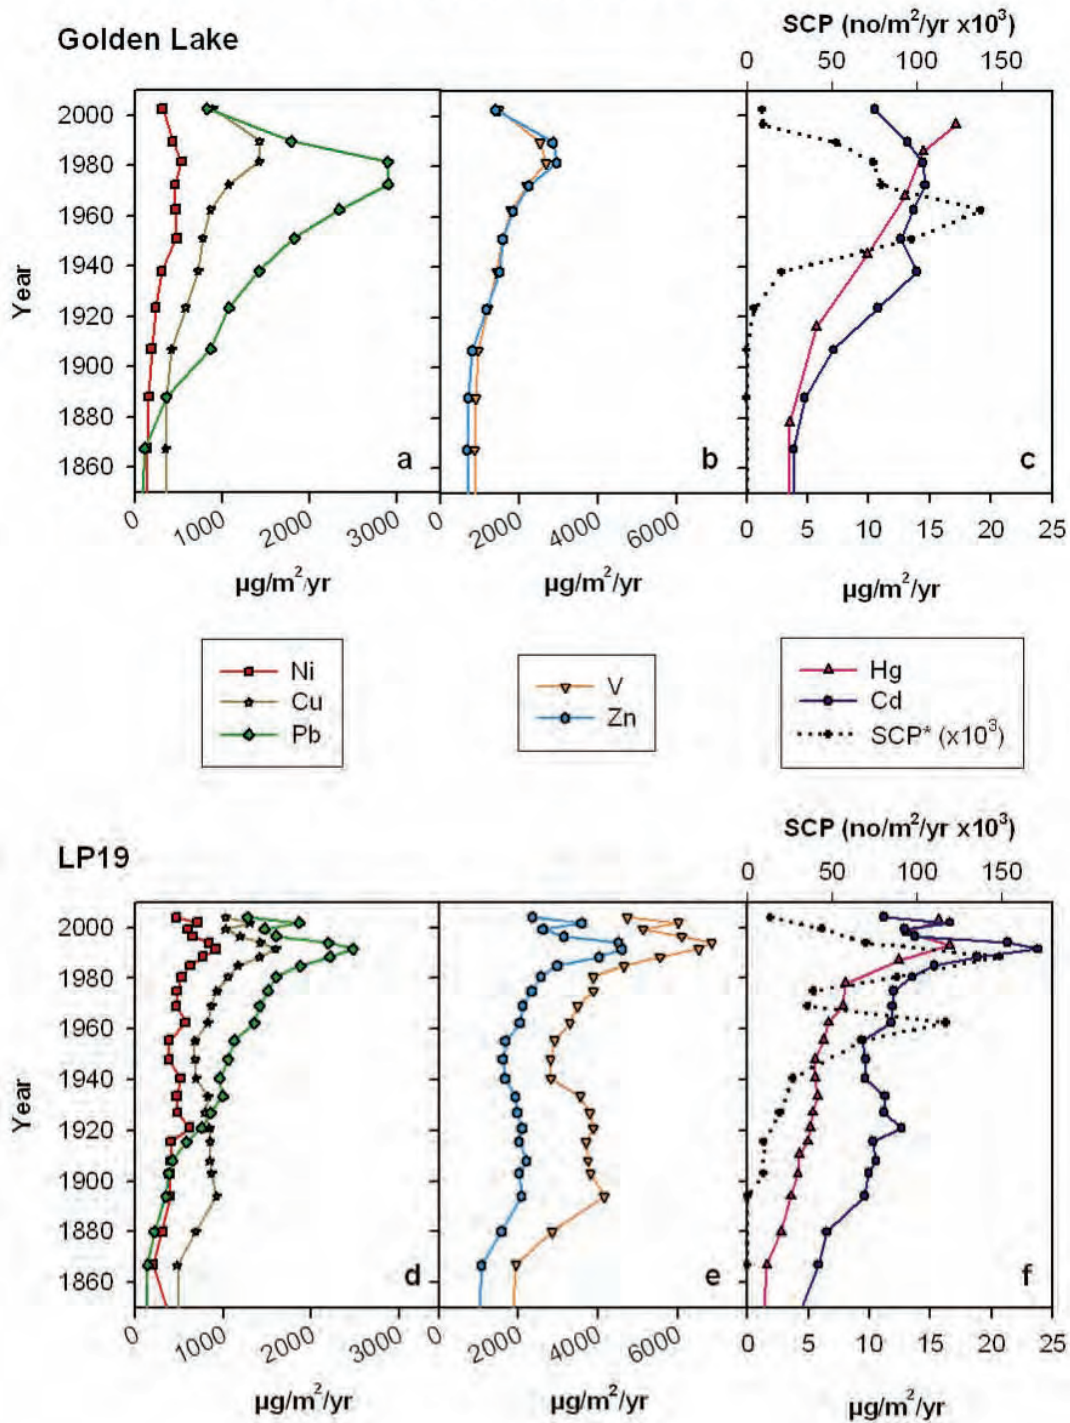 Golden Lake
SCP (no/m²/yr x10³)
0 50 100 150
Year
2000
1980
1960
1940
1920
1900
1880
1860
a
b
c
0 1000 2000 3000
0 2000 4000 6000
0 5 10 15 20 25
µg/m²/yr
µg/m²/yr
µg/m²/yr
Ni
Cu
Pb
V
Zn
Hg
Cd
SCP* (x10³)
LP19
SCP (no/m²/yr x10³)
0 50 100 150
Year
2000
1980
1960
1940
1920
1900
1880
1860
d
e
f
0 1000 2000 3000
0 2000 4000 6000
0 5 10 15 20 25
µg/m²/yr
µg/m²/yr
µg/m²/yr